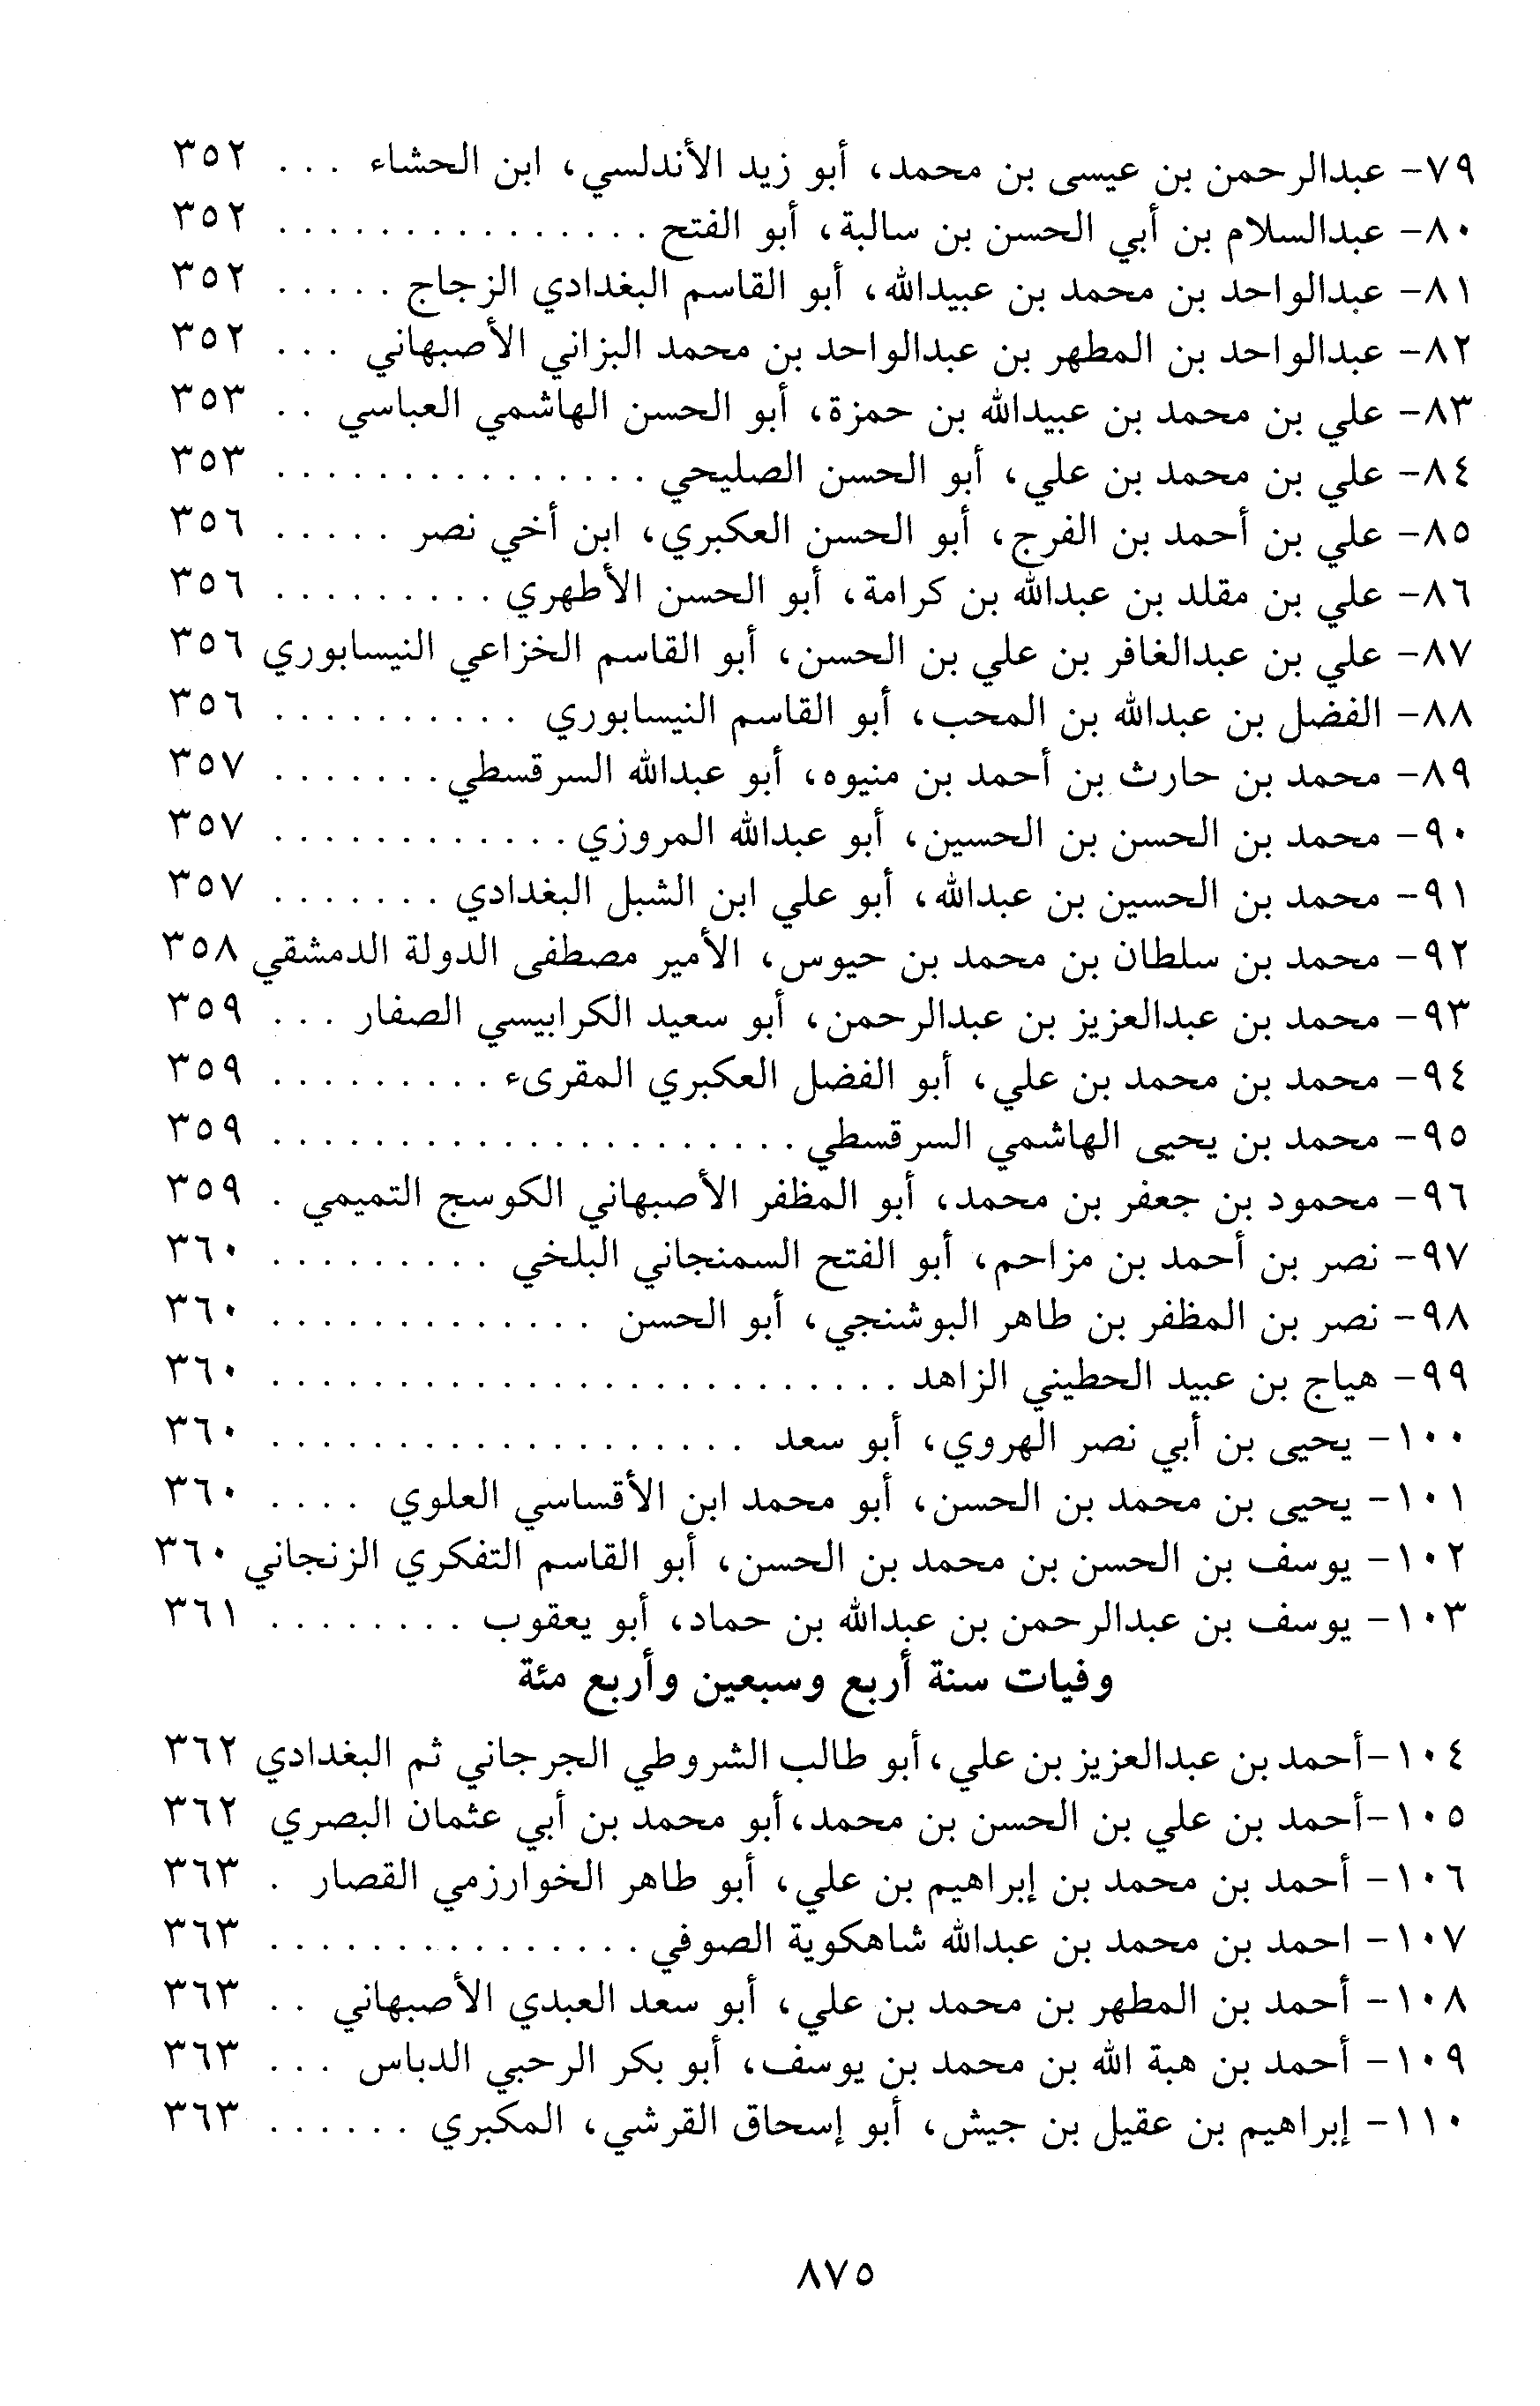 ٧٩- عبدالرحمن بن عيسى بن محمد، أبو زيد الأندلسي، ابن الحشاء . . . ٣٥٢
٨٠- عبدالسلام بن أبي الحسن بن سالبة، أبو الفتح . . . . . . . . . . . . . . . ٣٥٢
٨١- عبدالواحد بن محمد بن عبيدالله، أبو القاسم البغدادي الزجاج . . . . . ٣٥٢
٨٢- عبدالواحد بن المطهر بن عبدالواحد بن محمد البزاني الأصبهاني . . . ٣٥٢
٨٣- علي بن محمد بن عبيدالله بن حمزة، أبو الحسن الهاشمي العباسي . . ٣٥٣
٨٤- علي بن محمد بن علي، أبو الحسن الصليحي . . . . . . . . . . . . . . . ٣٥٣
٨٥- علي بن أحمد بن الفرج، أبو الحسن العكبري، ابن أخي نصر . . . . . ٣٥٦
٨٦- علي بن مقلد بن عبدالله بن كرامة، أبو الحسن الأطهري . . . . . . . . . ٣٥٦
٨٧- علي بن عبدالغافر بن علي بن الحسن، أبو القاسم الخزاعي النيسابوري ٣٥٦
٨٨- الفضل بن عبدالله بن المحب، أبو القاسم النيسابوري . . . . . . . . . . ٣٥٦
٨٩- محمد بن حارث بن أحمد بن منيوه، أبو عبدالله السرقسطي . . . . . . . ٣٥٧
٩٠- محمد بن الحسن بن الحسين، أبو عبدالله المروزي . . . . . . . . . . . . ٣٥٧
٩١- محمد بن الحسين بن عبدالله، أبو علي ابن الشبل البغدادي . . . . . . . ٣٥٧
٩٢- محمد بن سلطان بن محمد بن حيوس، الأمير مصطفى الدولة الدمشقي ٣٥٨
٩٣- محمد بن عبدالعزيز بن عبدالرحمن، أبو سعيد الكرابيسي الصفار . . . ٣٥٩
٩٤- محمد بن محمد بن علي، أبو الفضل العكبري المقرىء . . . . . . . . . ٣٥٩
٩٥- محمد بن يحيى الهاشمي السرقسطي . . . . . . . . . . . . . . . . . . . . . ٣٥٩
٩٦- محمود بن جعفر بن محمد، أبو المظفر الأصبهاني الكوسج التميمي . ٣٥٩
٩٧- نصر بن أحمد بن مزاحم، أبو الفتح السمنجاني البلخي . . . . . . . . . ٣٦٠
٩٨- نصر بن المظفر بن طاهر البوشنجي، أبو الحسن . . . . . . . . . . . . . ٣٦٠
٩٩- هياج بن عبيد الحطيني الزاهد . . . . . . . . . . . . . . . . . . . . . . . . . ٣٦٠
١٠٠- يحيى بن أبي نصر الهروي، أبو سعد . . . . . . . . . . . . . . . . . . . ٣٦٠
١٠١- يحيى بن محمد بن الحسن، أبو محمد ابن الأقساسي العلوي . . . . ٣٦٠
١٠٢- يوسف بن الحسن بن محمد بن الحسن، أبو القاسم التفكري الزنجاني ٣٦٠
١٠٣- يوسف بن عبدالرحمن بن عبدالله بن حماد، أبو يعقوب . . . . . . . . ٣٦١
وفيات سنة أربع وسبعين وأربع مئة
١٠٤-أحمد بن عبدالعزيز بن علي، أبو طالب الشروطي الجرجاني ثم البغدادي ٣٦٢
١٠٥-أحمد بن علي بن الحسن بن محمد، أبو محمد بن أبي عثمان البصري ٣٦٢
١٠٦- أحمد بن محمد بن إبراهيم بن علي، أبو طاهر الخوارزمي القصار . ٣٦٣
١٠٧- احمد بن محمد بن عبدالله شاهكوية الصوفي . . . . . . . . . . . . . . . ٣٦٣
١٠٨- أحمد بن المطهر بن محمد بن علي، أبو سعد العبدي الأصبهاني . . ٣٦٣
١٠٩- أحمد بن هبة الله بن محمد بن يوسف، أبو بكر الرحبي الدباس . . . ٣٦٣
١١٠- إبراهيم بن عقيل بن جيش، أبو إسحاق القرشي، المكبري . . . . . . ٣٦٣
٨٧٥